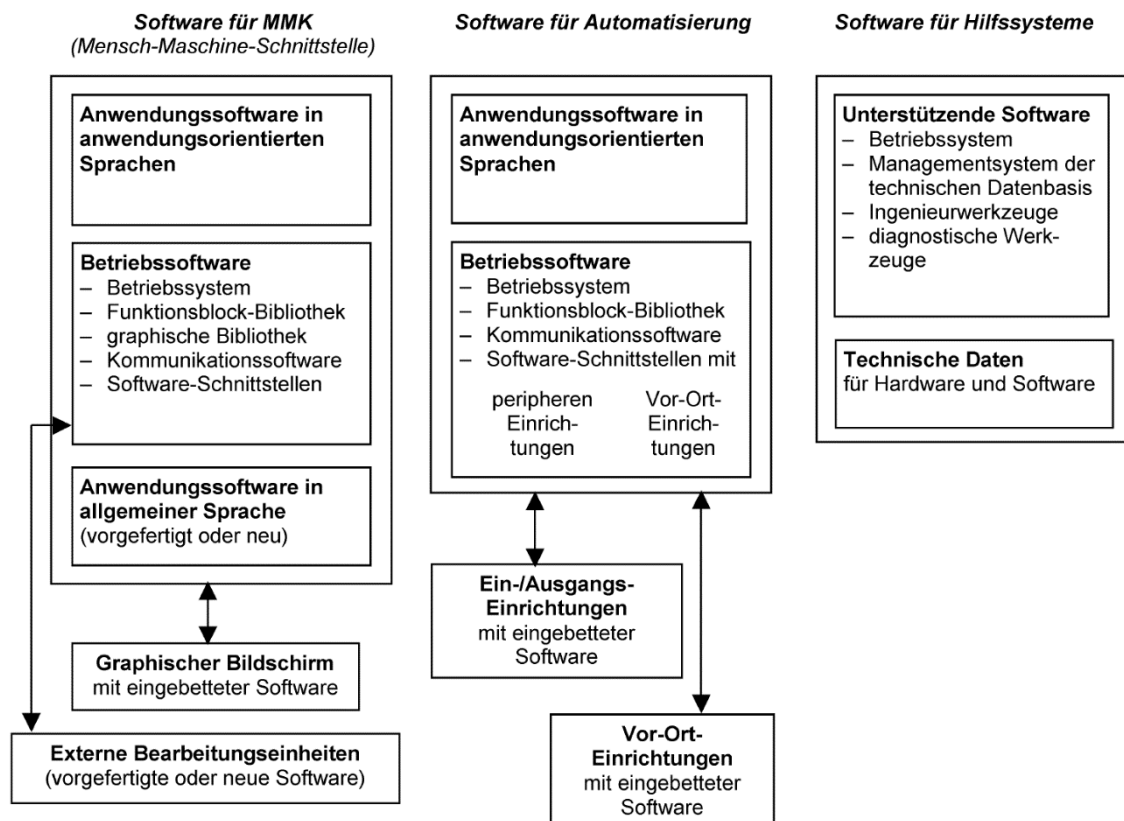 Software für MMK
(Mensch-Maschine-Schnittstelle)
Anwendungssoftware in
anwendungsorientierten
Sprachen
Betriebssoftware
– Betriebssystem
– Funktionsblock-Bibliothek
– graphische Bibliothek
– Kommunikationssoftware
– Software-Schnittstellen
Anwendungssoftware in
allgemeiner Sprache
(vorgefertigt oder neu)
Graphischer Bildschirm
mit eingebetteter Software
Externe Bearbeitungseinheiten
(vorgefertigte oder neue Software)
Software für Automatisierung
Anwendungssoftware in
anwendungsorientierten
Sprachen
Betriebssoftware
– Betriebssystem
– Funktionsblock-Bibliothek
– Kommunikationssoftware
– Software-Schnittstellen mit
peripheren
Einrich-
tungen
Vor-Ort-
Einrich-
tungen
Ein-/Ausgangs-
Einrichtungen
mit eingebetteter
Software
Vor-Ort-
Einrichtungen
mit eingebetteter
Software
Software für Hilfssysteme
Unterstützende Software
– Betriebssystem
– Managementsystem der
technischen Datenbasis
– Ingenieurwerkzeuge
– diagnostische Werk-
zeuge
Technische Daten
für Hardware und Software